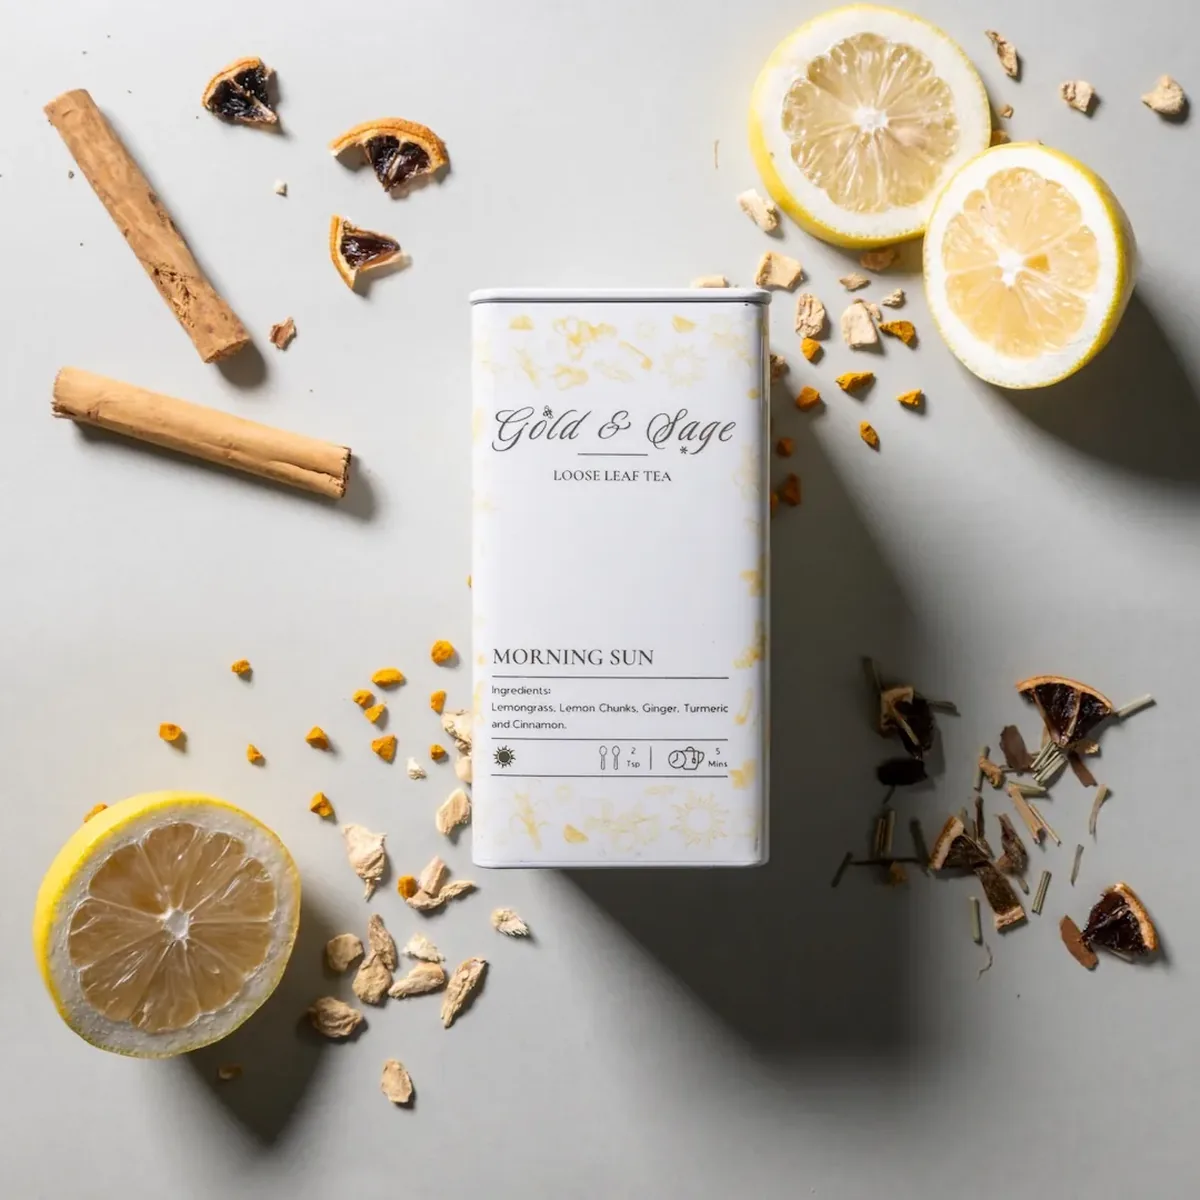 Gold & Sage
LOOSE LEAF TEA
MORNING SUN
Ingredients:
Lemongrass, Lemon Chunks, Ginger, Turmeric
and Cinnamon.
2 Tsp | 5 Mins